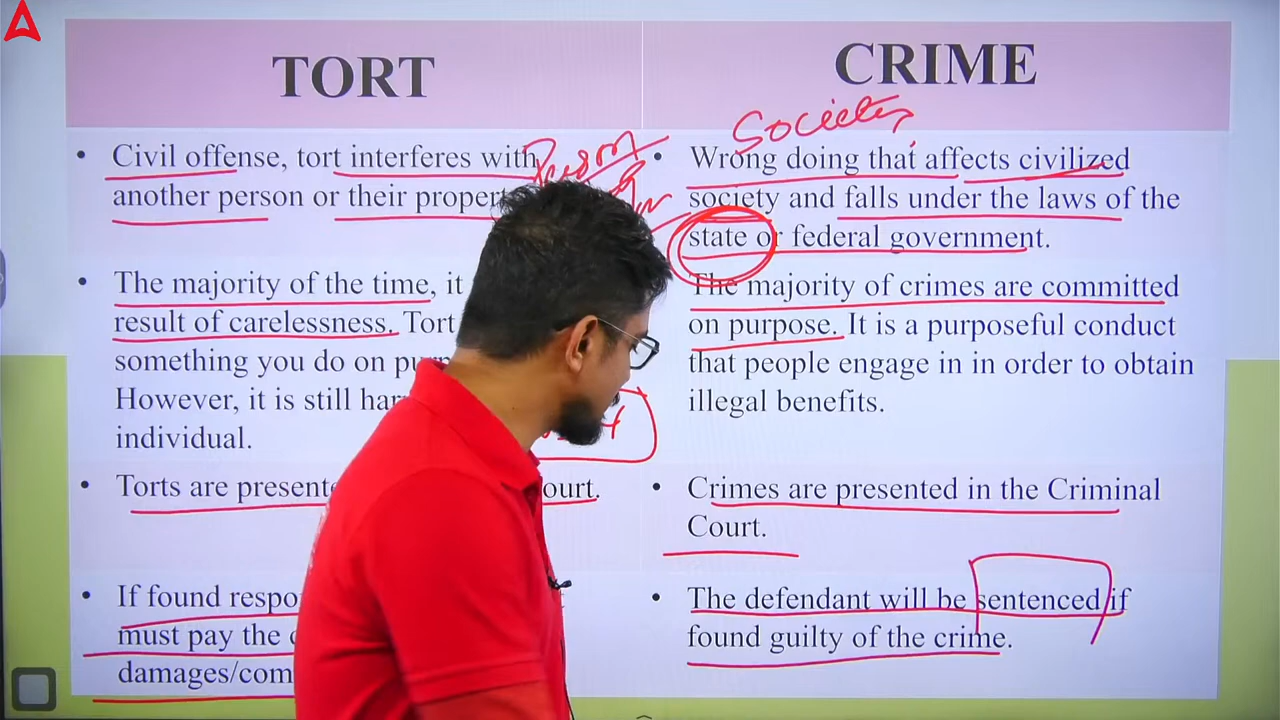 TORT
CRIME
Society
• Civil offense, tort interferes with
another person or their propert
Person
• Wrong doing that affects civilized
society and falls under the laws of the
state or federal government.
• The majority of the time, it
result of carelessness. Tort
something you do on pu
However, it is still har
individual.
The majority of crimes are committed
on purpose. It is a purposeful conduct
that people engage in in order to obtain
illegal benefits.
• Torts are presente ourt.
• Crimes are presented in the Criminal
Court.
• If found respo
must pay the
damages/com
• The defendant will be sentenced if
found guilty of the crime.